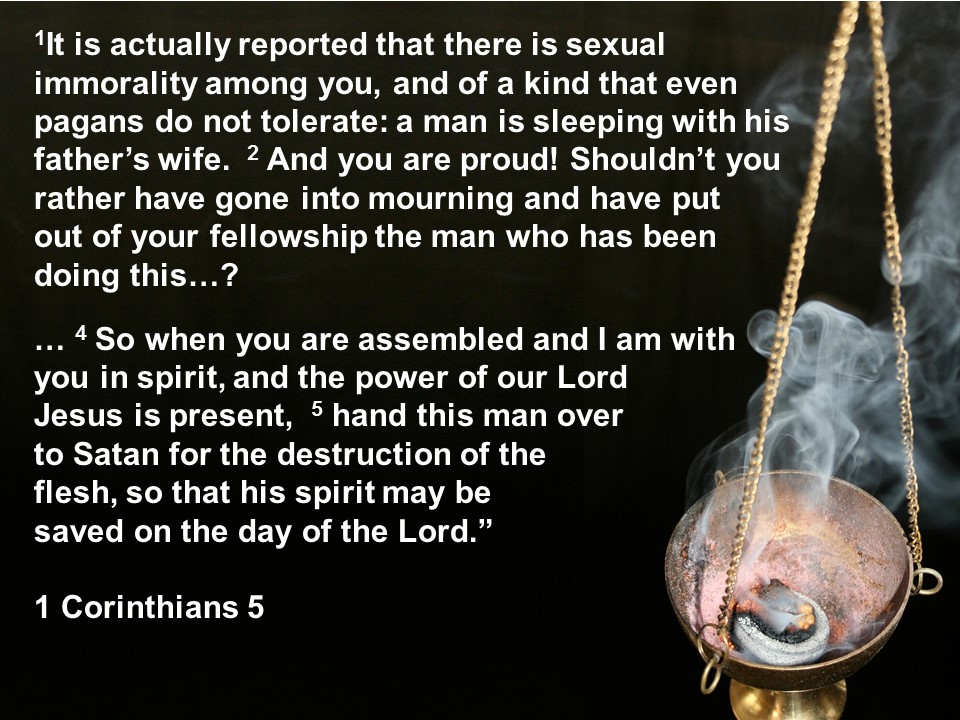 ¹It is actually reported that there is sexual
immorality among you, and of a kind that even
pagans do not tolerate: a man is sleeping with his
father’s wife. ² And you are proud! Shouldn’t you
rather have gone into mourning and have put
out of your fellowship the man who has been
doing this…?
… ⁴ So when you are assembled and I am with
you in spirit, and the power of our Lord
Jesus is present, ⁵ hand this man over
to Satan for the destruction of the
flesh, so that his spirit may be
saved on the day of the Lord.”
1 Corinthians 5